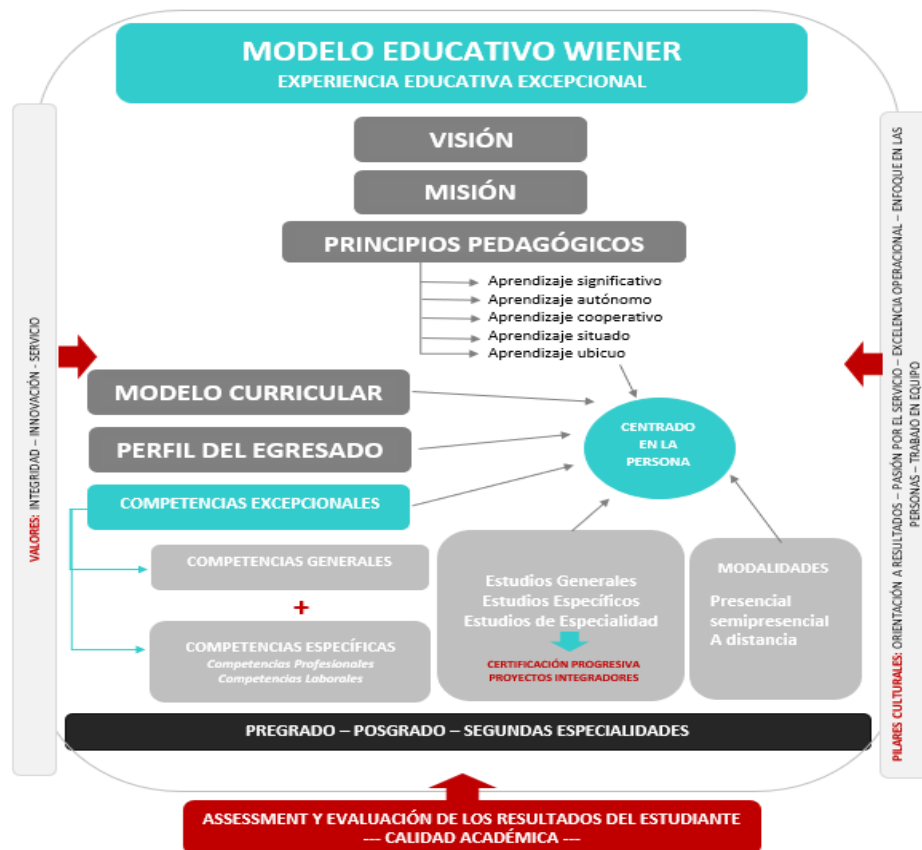 MODELO EDUCATIVO WIENER
EXPERIENCIA EDUCATIVA EXCEPCIONAL
VISIÓN
MISIÓN
PRINCIPIOS PEDAGÓGICOS
Aprendizaje significativo
Aprendizaje autónomo
Aprendizaje cooperativo
Aprendizaje situado
Aprendizaje ubicuo
VALORES: INTEGRIDAD – INNOVACIÓN - SERVICIO
MODELO CURRICULAR
PERFIL DEL EGRESADO
COMPETENCIAS EXCEPCIONALES
CENTRADO
EN LA
PERSONA
COMPETENCIAS GENERALES
+
COMPETENCIAS ESPECÍFICAS
Competencias Profesionales
Competencias Laborales
Estudios Generales
Estudios Específicos
Estudios de Especialidad
CERTIFICACIÓN PROGRESIVA
PROYECTOS INTEGRADORES
MODALIDADES
Presencial
semipresencial
A distancia
PILARES CULTURALES: ORIENTACIÓN A RESULTADOS – PASIÓN POR EL SERVICIO – EXCELENCIA OPERACIONAL – ENFOQUE EN LAS
PERSONAS – TRABAJO EN EQUIPO
PREGRADO – POSGRADO – SEGUNDAS ESPECIALIDADES
ASSESSMENT Y EVALUACIÓN DE LOS RESULTADOS DEL ESTUDIANTE
--- CALIDAD ACADÉMICA ---